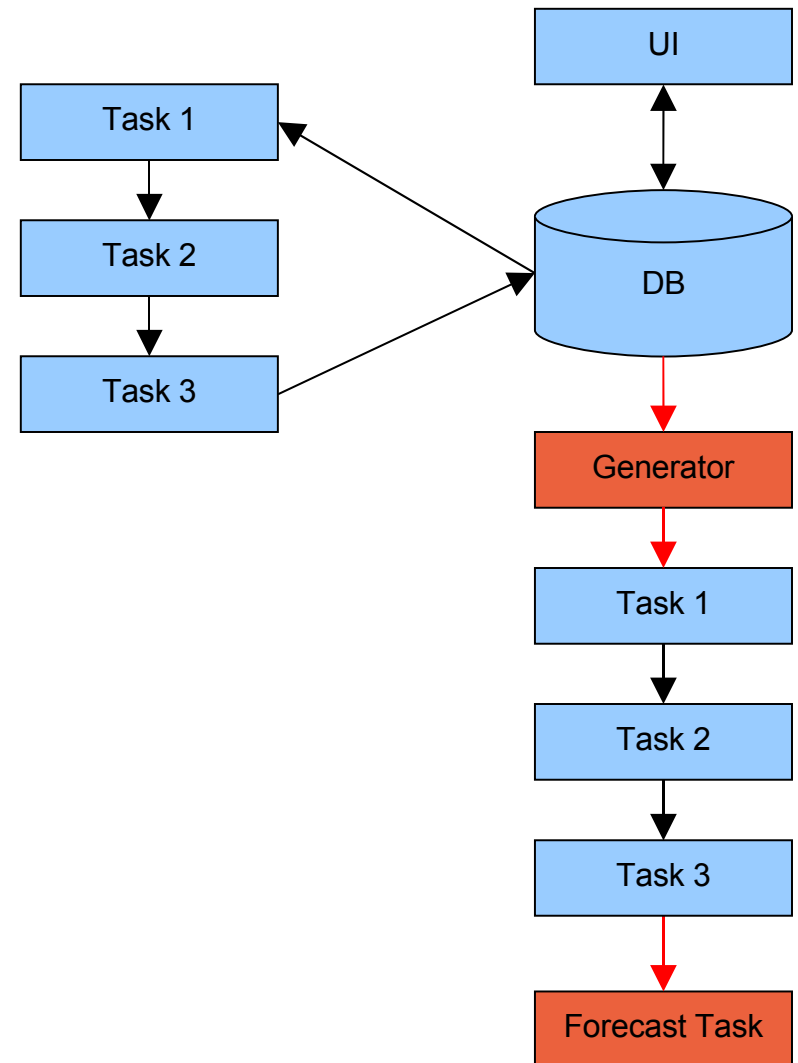 UI
Task 1
Task 2
DB
Task 3
Generator
Task 1
Task 2
Task 3
Forecast Task